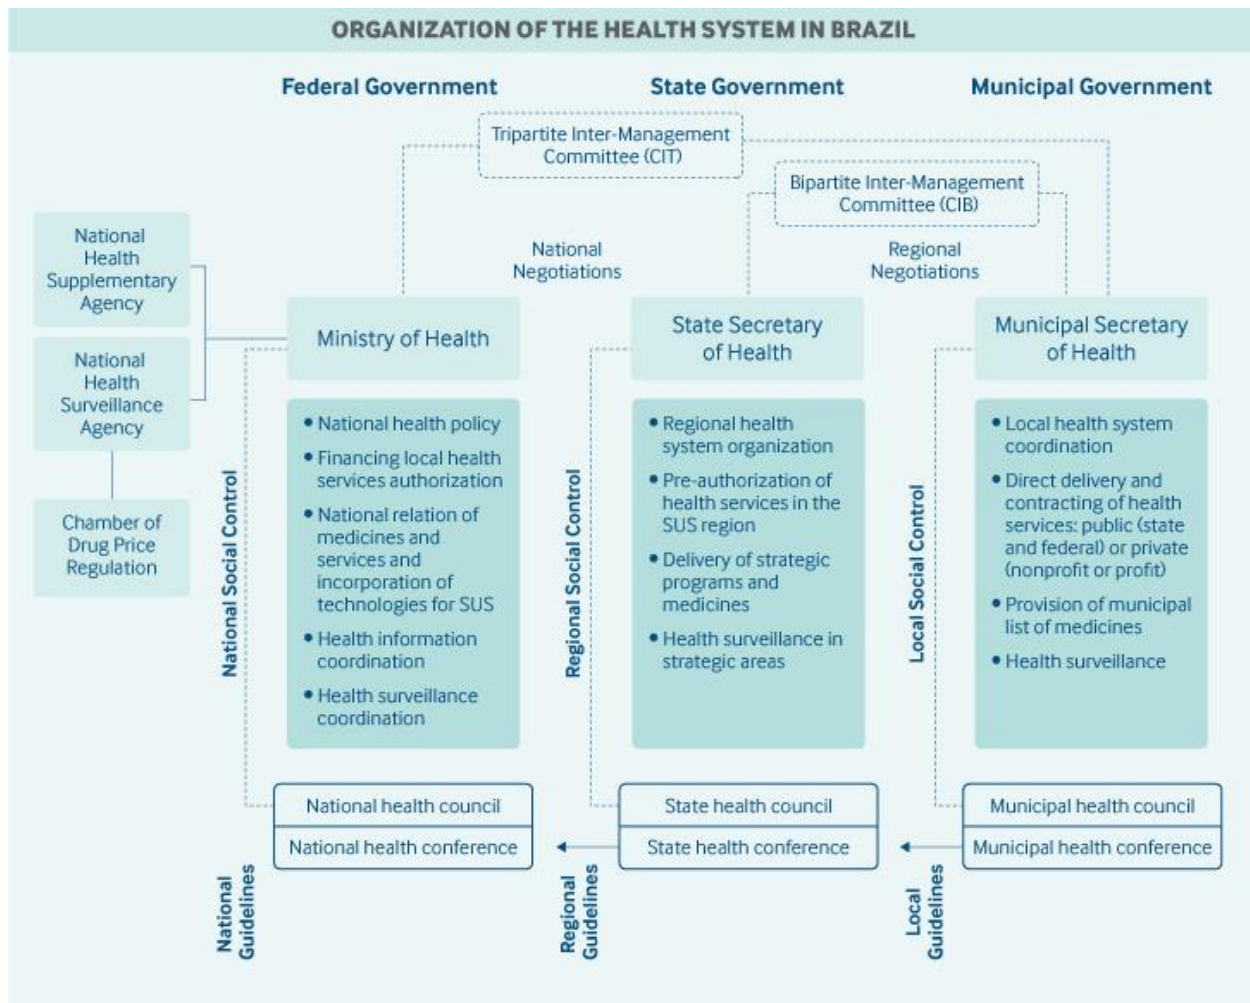 ORGANIZATION OF THE HEALTH SYSTEM IN BRAZIL
Federal Government
State Government
Municipal Government
Tripartite Inter-Management
Committee (CIT)
Bipartite Inter-Management
Committee (CIB)
National
Negotiations
Regional
Negotiations
National
Health
Supplementary
Agency
National
Health
Surveillance
Agency
Chamber of
Drug Price
Regulation
Ministry of Health
State Secretary
of Health
Municipal Secretary
of Health
National Social Control
• National health policy
• Financing local health
services authorization
• National relation of
medicines and
services and
incorporation of
technologies for SUS
• Health information
coordination
• Health surveillance
coordination
Regional Social Control
• Regional health
system organization
• Pre-authorization of
health services in the
SUS region
• Delivery of strategic
programs and
medicines
• Health surveillance in
strategic areas
Local Social Control
• Local health system
coordination
• Direct delivery and
contracting of health
services: public (state
and federal) or private
(nonprofit or profit)
• Provision of municipal
list of medicines
• Health surveillance
National health council
National health conference
State health council
State health conference
Municipal health council
Municipal health conference
National
Guidelines
Regional
Guidelines
Local
Guidelines